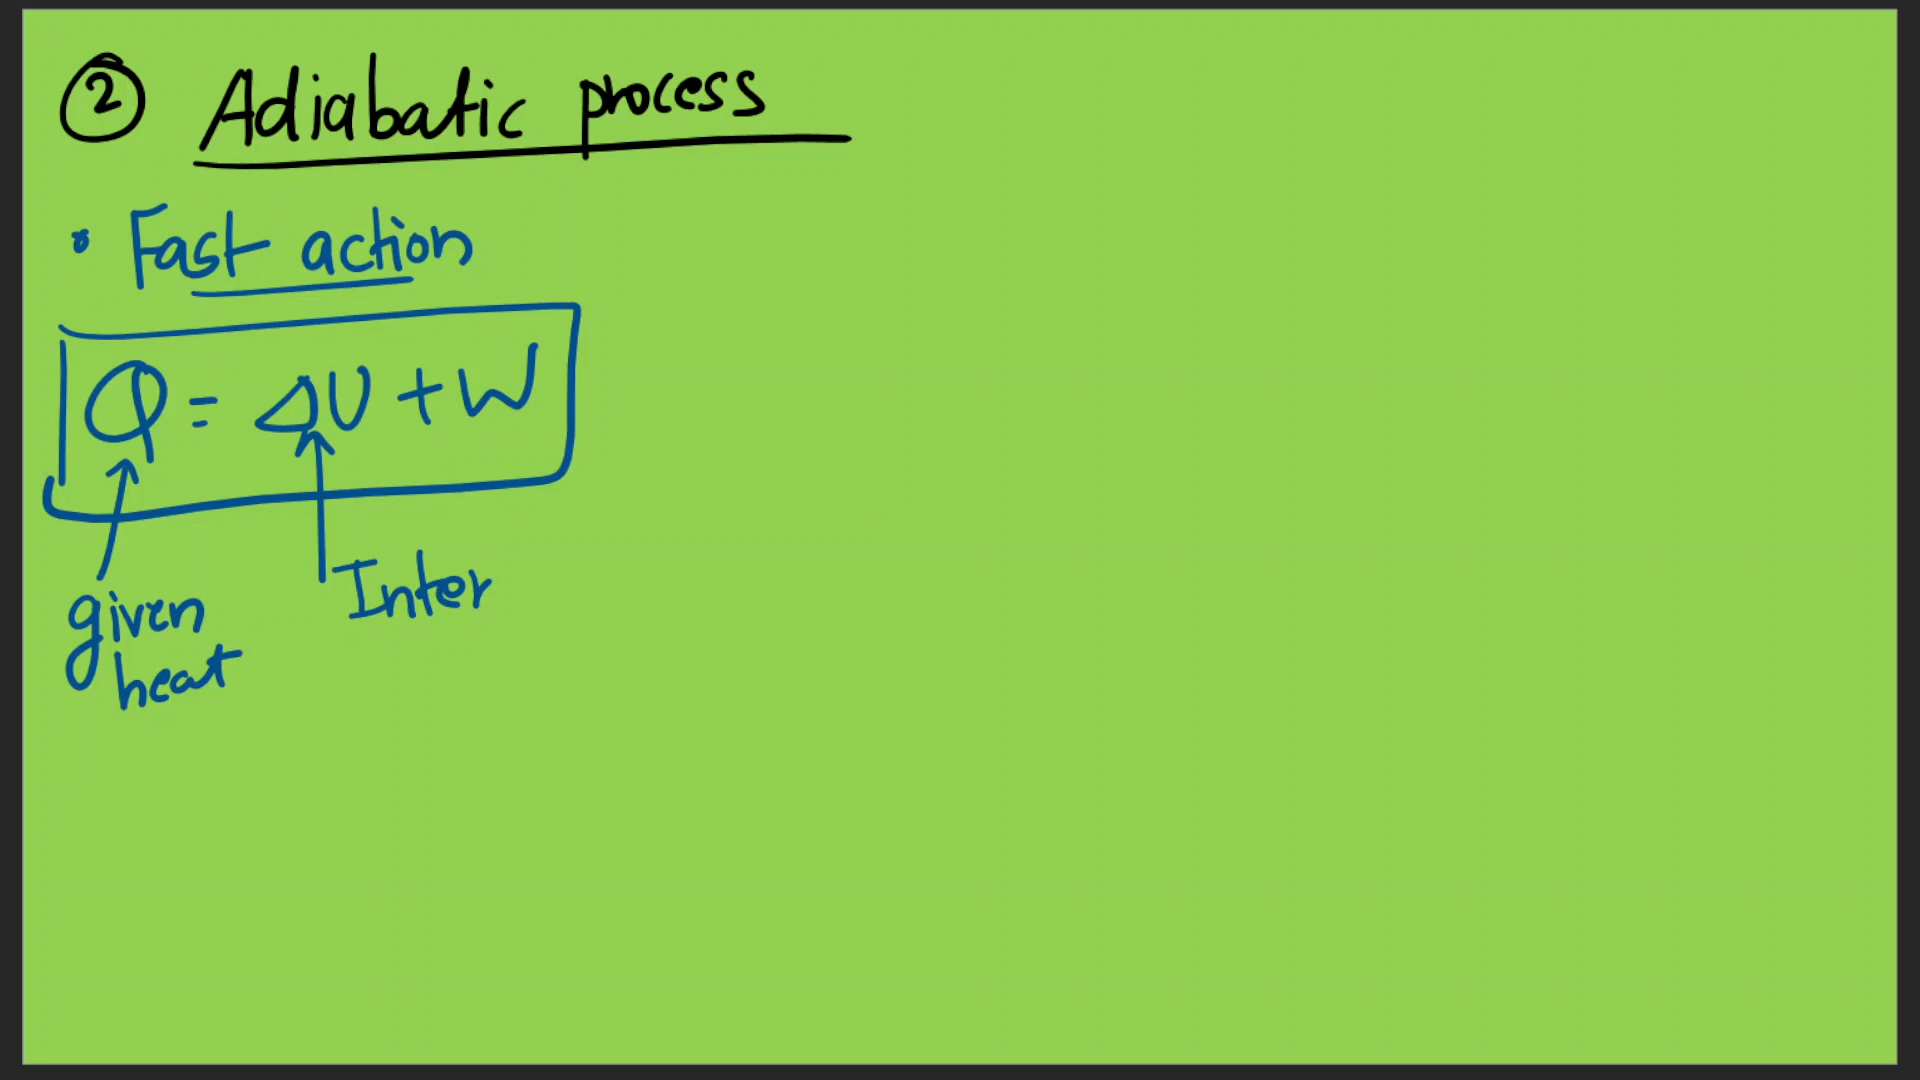 ② Adiabatic process
• Fast action
Q = ΔU + W
given
heat
Inter